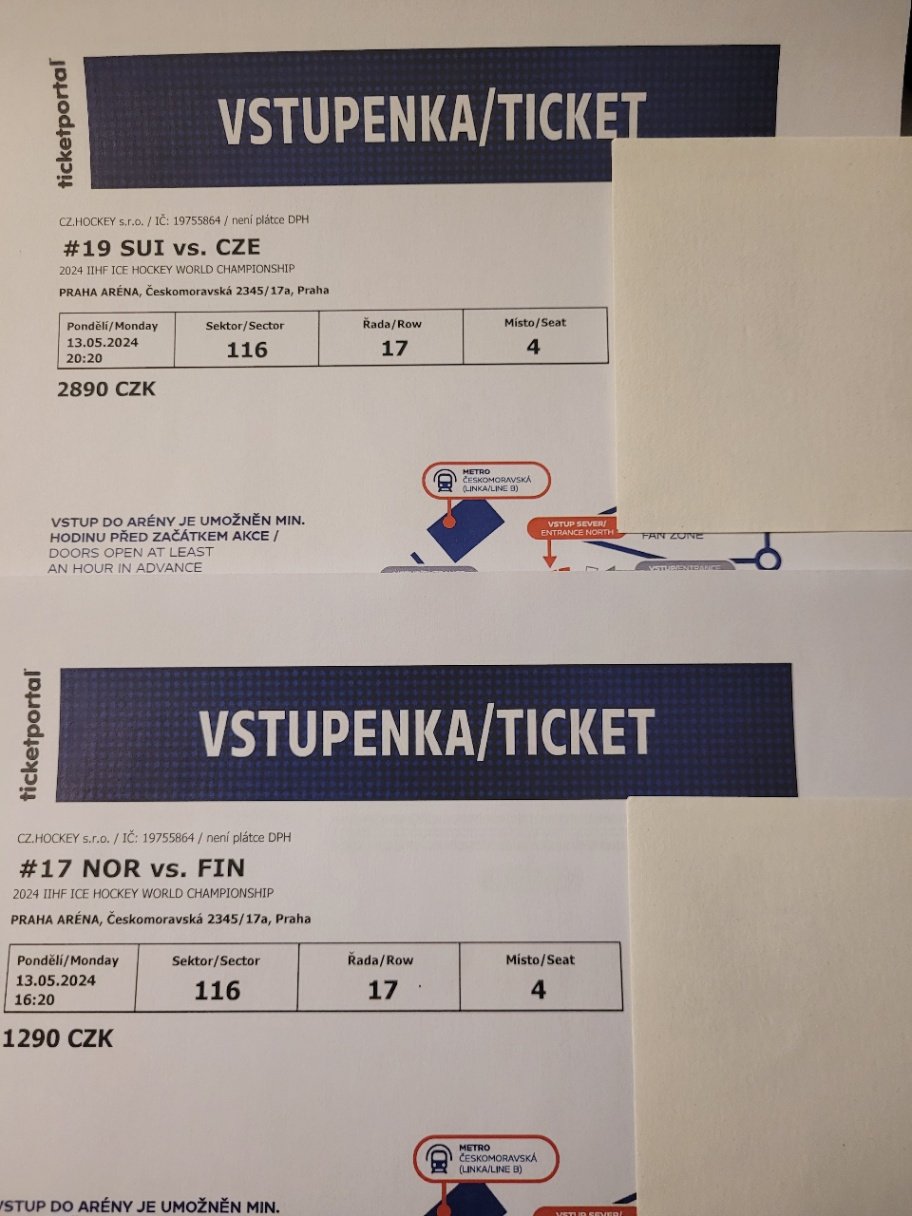 ticketportal
VSTUPENKA/TICKET
CZ.HOCKEY s.r.o. / IČ: 19755864 / není plátce DPH
#19 SUI vs. CZE
2024 IIHF ICE HOCKEY WORLD CHAMPIONSHIP
PRAHA ARÉNA, Českomoravská 2345/17a, Praha
Pondělí/Monday
13.05.2024
20:20
Sektor/Sector
116
Řada/Row
17
Místo/Seat
4
2890 CZK
METRO
ČESKOMORAVSKÁ
(LINKA/LINE B)
VSTUP DO ARÉNY JE UMOŽNĚN MIN.
HODINU PŘED ZAČÁTKEM AKCE /
DOORS OPEN AT LEAST
AN HOUR IN ADVANCE
VSTUP SEVER/
ENTRANCE NORTH
FAN ZONE
VSTUP/ENTRANCE
ticketportal
VSTUPENKA/TICKET
CZ.HOCKEY s.r.o. / IČ: 19755864 / není plátce DPH
#17 NOR vs. FIN
2024 IIHF ICE HOCKEY WORLD CHAMPIONSHIP
PRAHA ARÉNA, Českomoravská 2345/17a, Praha
Pondělí/Monday
13.05.2024
16:20
Sektor/Sector
116
Řada/Row
17
Místo/Seat
4
1290 CZK
METRO
ČESKOMORAVSKÁ
(LINKA/LINE B)
VSTUP DO ARÉNY JE UMOŽNĚN MIN.
VSTUP SEVER/